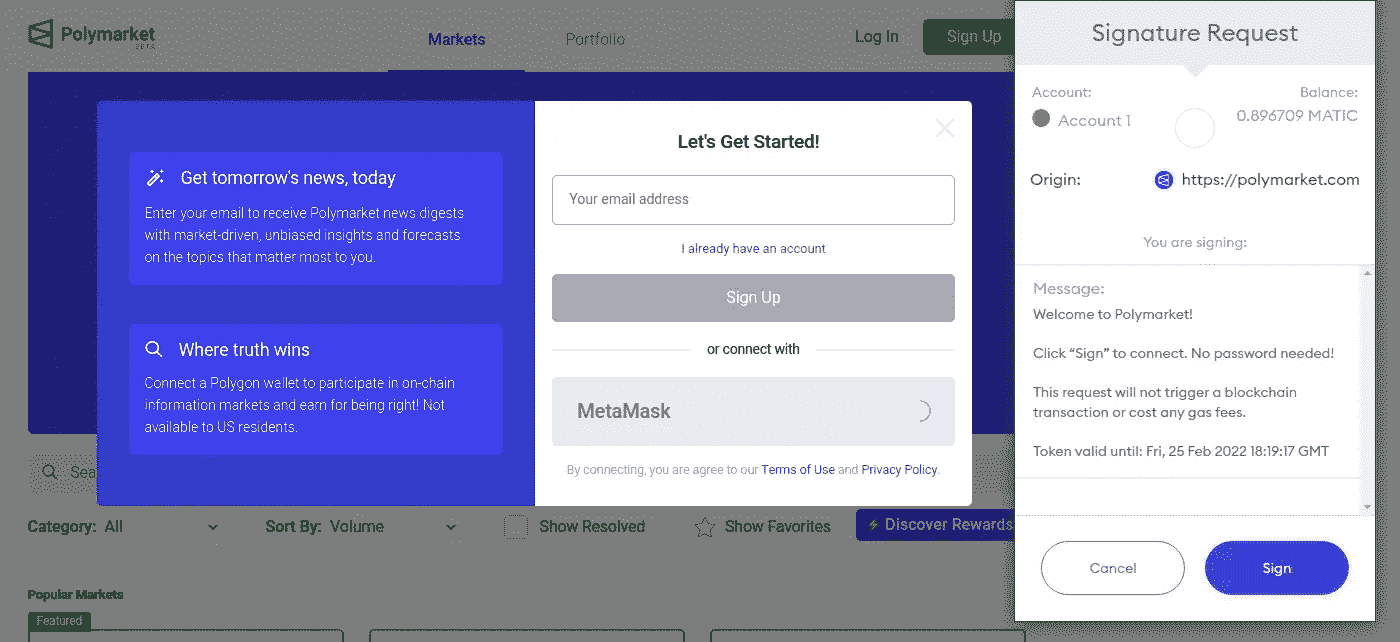 Polymarket
BETA
Markets
Portfolio
Log In
Sign Up
Get tomorrow's news, today
Enter your email to receive Polymarket news digests
with market-driven, unbiased insights and forecasts
on the topics that matter most to you.
Where truth wins
Connect a Polygon wallet to participate in on-chain
information markets and earn for being right! Not
available to US residents.
Let's Get Started!
Your email address
I already have an account
Sign Up
or connect with
MetaMask
By connecting, you are agree to our Terms of Use and Privacy Policy.
Sea
Category: All
Sort By: Volume
Show Resolved
Show Favorites
Discover Rewards
Popular Markets
Featured
Signature Request
Account:
Account 1
Balance:
0.896709 MATIC
Origin:
https://polymarket.com
You are signing:
Message:
Welcome to Polymarket!
Click “Sign” to connect. No password needed!
This request will not trigger a blockchain
transaction or cost any gas fees.
Token valid until: Fri, 25 Feb 2022 18:19:17 GMT
Cancel
Sign